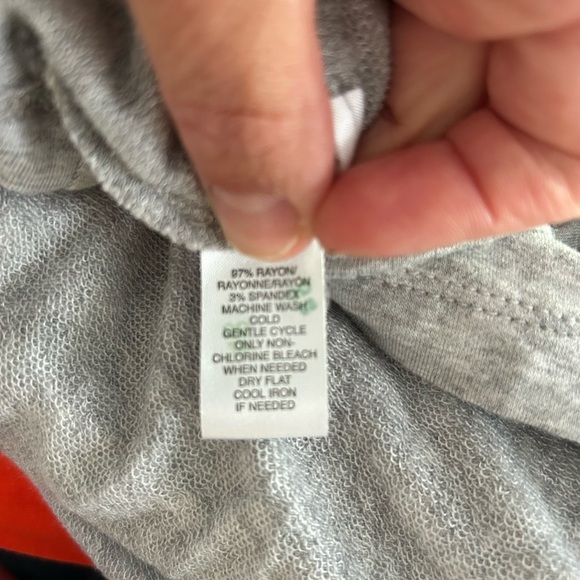 97% RAYON/
RAYONNE/RAYON
3% SPANDEX
MACHINE WASH
COLD
GENTLE CYCLE
ONLY NON-
CHLORINE BLEACH
WHEN NEEDED
DRY FLAT
COOL IRON
IF NEEDED